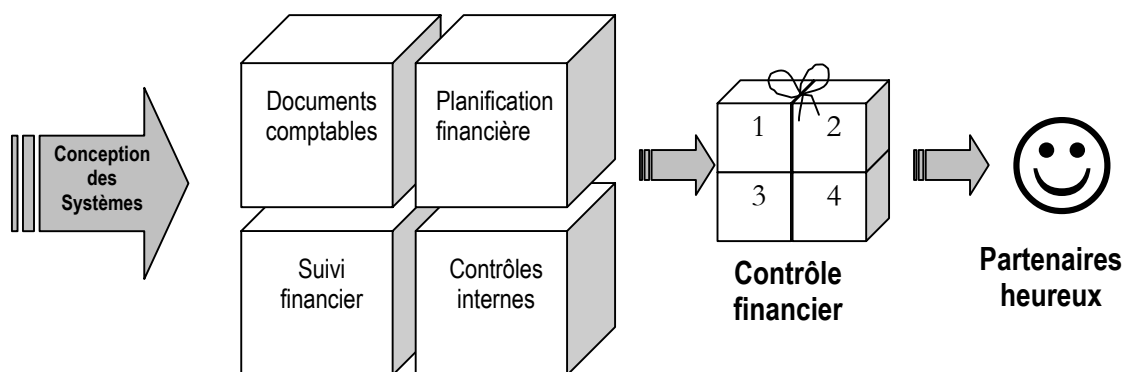 Conception
des
Systèmes
Documents
comptables
Planification
financière
Suivi
financier
Contrôles
internes
1 2
3 4
Contrôle
financier
Partenaires
heureux